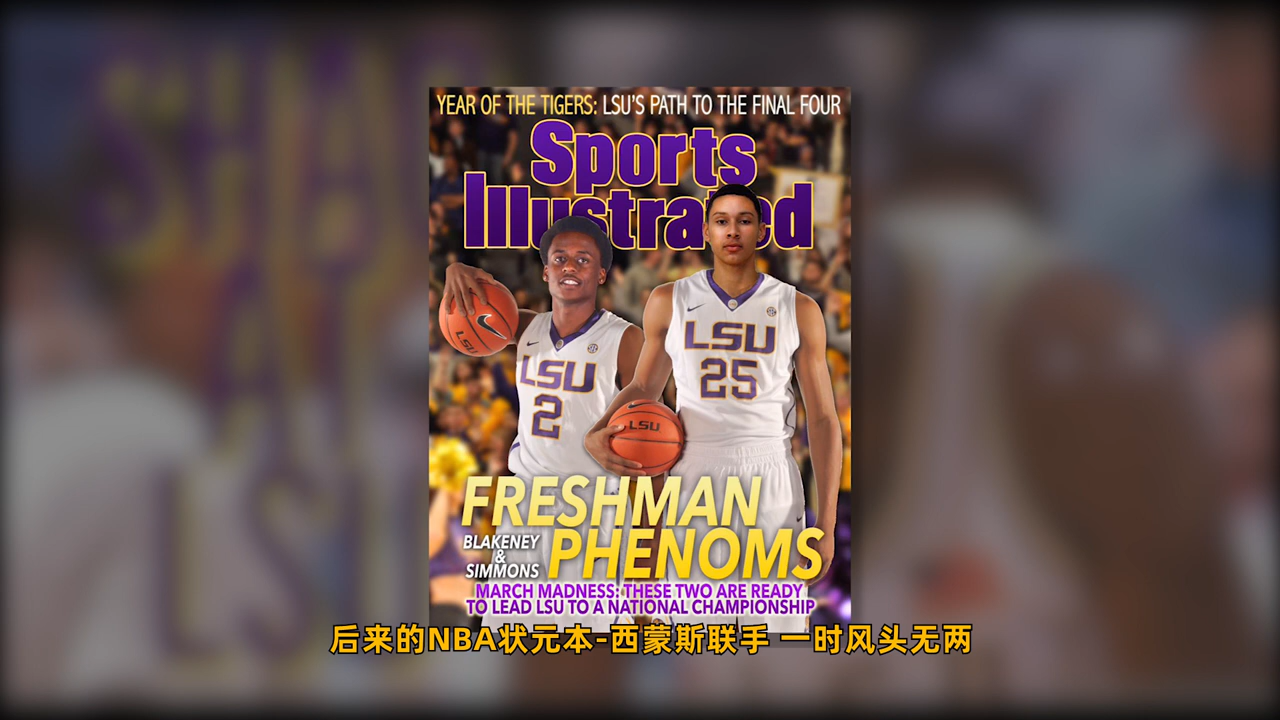 YEAR OF THE TIGERS: LSU'S PATH TO THE FINAL FOUR
Sports
Illustrated
LSU
LSU
2
LSU
25
LSU
FRESHMAN
BLAKENEY
&
SIMMONS
PHENOMS
MARCH MADNESS: THESE TWO ARE READY
TO LEAD LSU TO A NATIONAL CHAMPIONSHIP
后来的NBA状元本-西蒙斯联手 一时风头无两